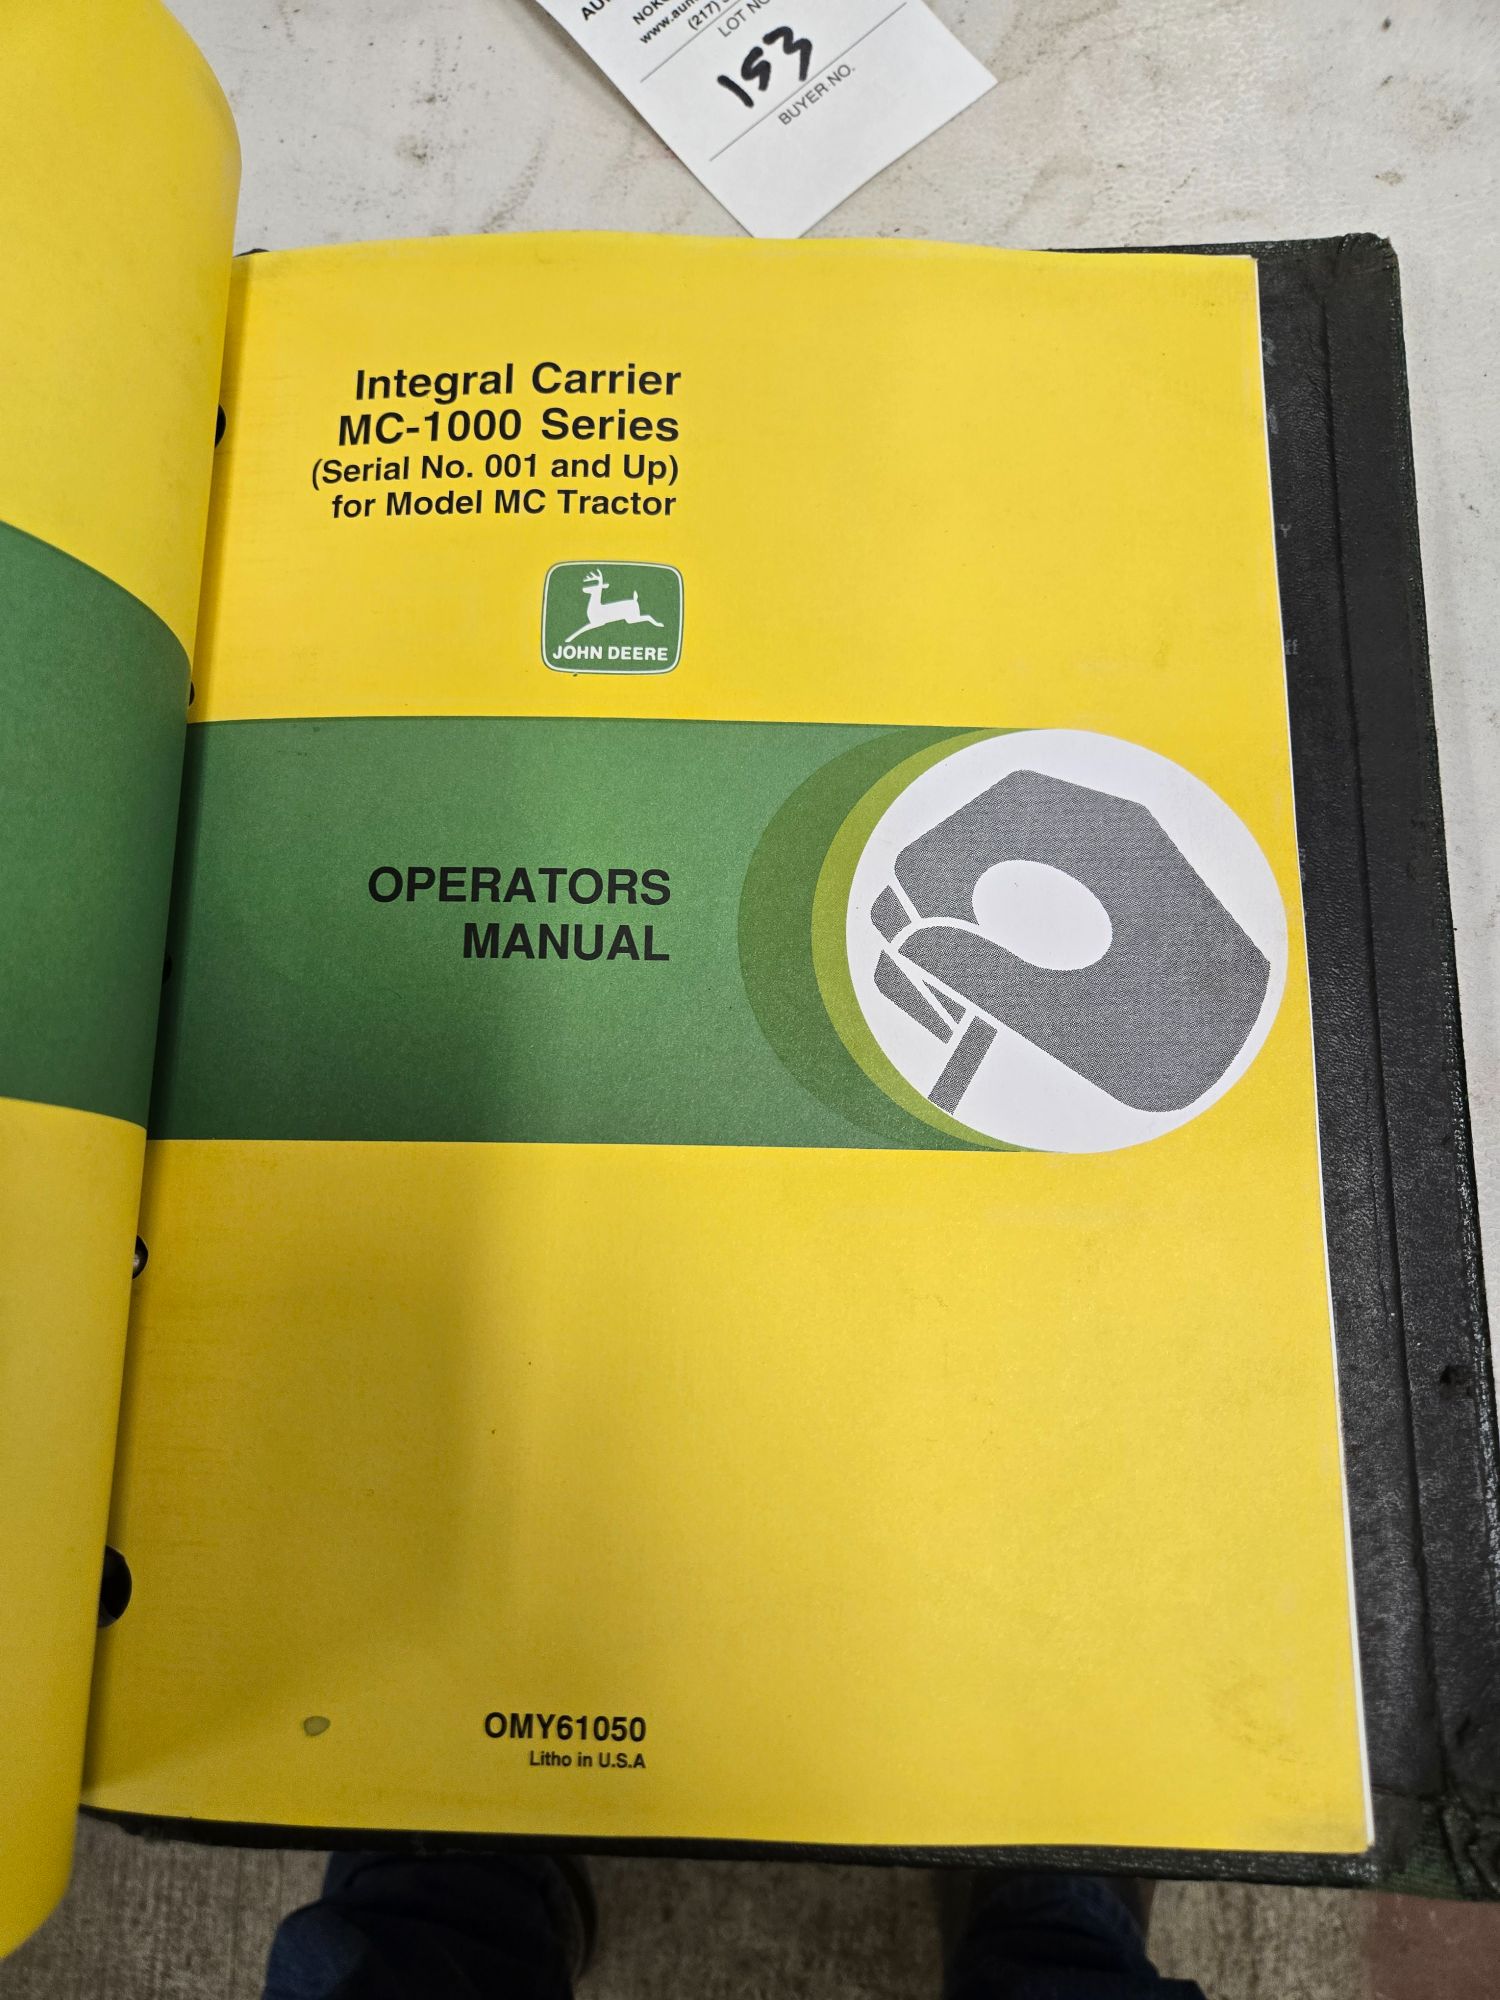 LOT NO
153
BUYER NO.
Integral Carrier
MC-1000 Series
(Serial No. 001 and Up)
for Model MC Tractor
JOHN DEERE
OPERATORS
MANUAL
OMY61050
Litho in U.S.A